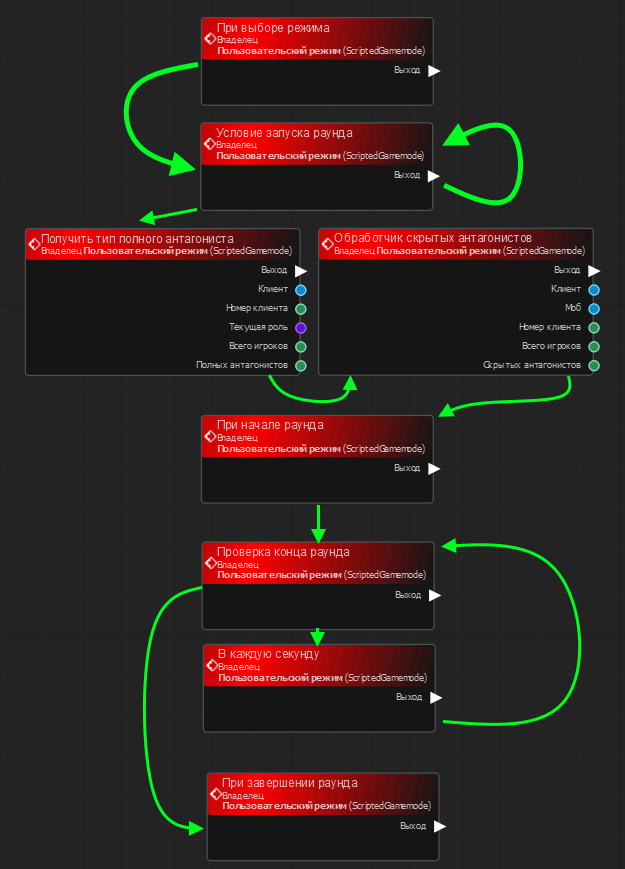 При выборе режима
Владелец
Пользовательский режим (ScriptedGamemode)
Выход
Условие запуска раунда
Владелец
Пользовательский режим (ScriptedGamemode)
Выход
Получить тип полного антагониста
Владелец Пользовательский режим (ScriptedGamemode)
Выход
Клиент
Номер клиента
Текущая роль
Всего игроков
Полных антагонистов
Обработчик скрытых антагонистов
Владелец Пользовательский режим (ScriptedGamemode)
Выход
Клиент
Моб
Номер клиента
Всего игроков
Скрытых антагонистов
При начале раунда
Владелец
Пользовательский режим (ScriptedGamemode)
Выход
Проверка конца раунда
Владелец
Пользовательский режим (ScriptedGamemode)
Выход
В каждую секунду
Владелец
Пользовательский режим (ScriptedGamemode)
Выход
При завершении раунда
Владелец
Пользовательский режим (ScriptedGamemode)
Выход